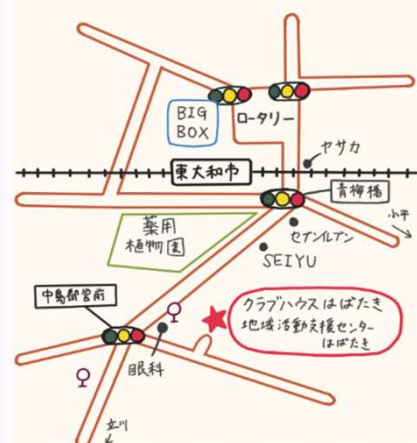 BIG
BOX
ロータリー
ヤサカ
東大和市
青梅橋
小平
薬用
植物園
セブンイレブン
SEIYU
中島都営前
クラブハウスはばたき
地域活動支援センター
はばたき
眼科
立川